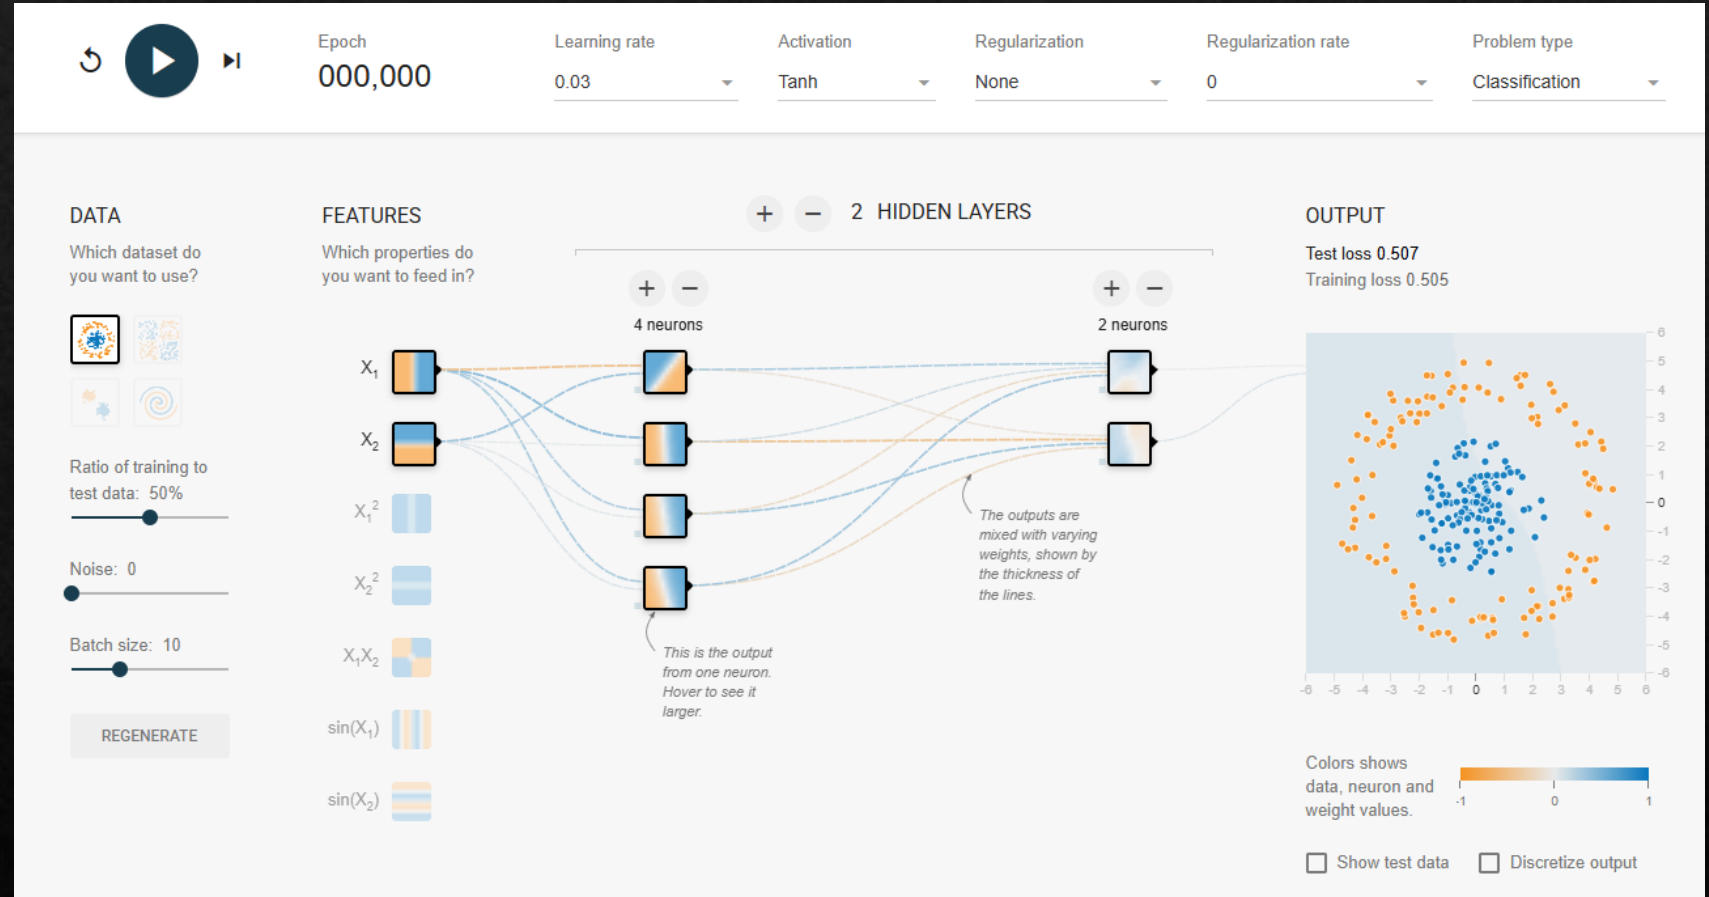 Epoch
000,000
Learning rate
0.03
Activation
Tanh
Regularization
None
Regularization rate
0
Problem type
Classification
DATA
Which dataset do
you want to use?
Ratio of training to
test data: 50%
Noise: 0
Batch size: 10
REGENERATE
FEATURES
Which properties do
you want to feed in?
X₁
X₂
X₁²
X₂²
X₁X₂
sin(X₁)
sin(X₂)
+ − 2 HIDDEN LAYERS
+ −
4 neurons
+ −
2 neurons
This is the output
from one neuron.
Hover to see it
larger.
The outputs are
mixed with varying
weights, shown by
the thickness of
the lines.
OUTPUT
Test loss 0.507
Training loss 0.505
6
5
4
3
2
1
0
-1
-2
-3
-4
-5
-6
-6 -5 -4 -3 -2 -1 0 1 2 3 4 5 6
Colors shows
data, neuron and
weight values.
-1 0 1
Show test data
Discretize output